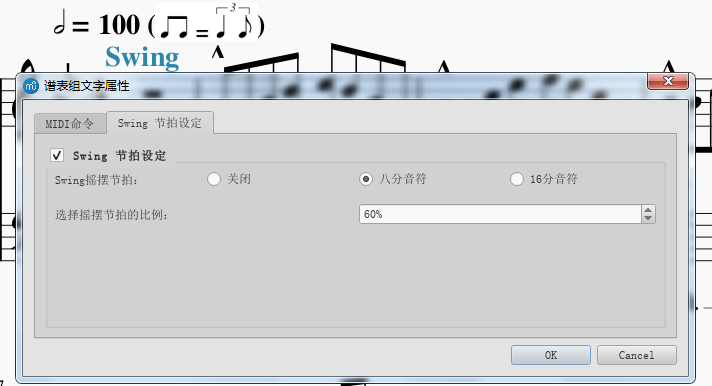 = 100 ( = 3 )
Swing
谱表组文字属性
MIDI命令 Swing 节拍设定
Swing 节拍设定
Swing摇摆节拍: 关闭 八分音符 16分音符
选择摇摆节拍的比例: 60%
OK Cancel